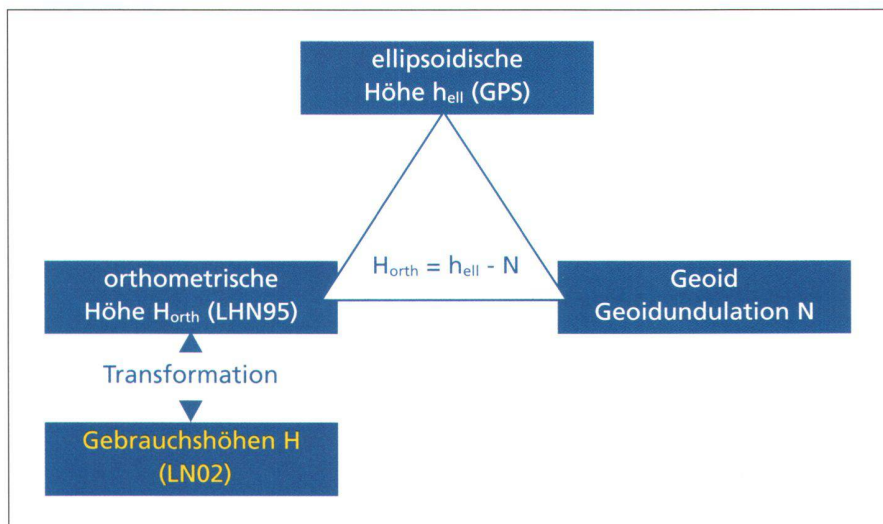 ellipsoidische
Höhe hell (GPS)
Horth = hell - N
orthometrische
Höhe Horth (LHN95)
Geoid
Geoidundulation N
Transformation
Gebrauchshöhen H
(LN02)